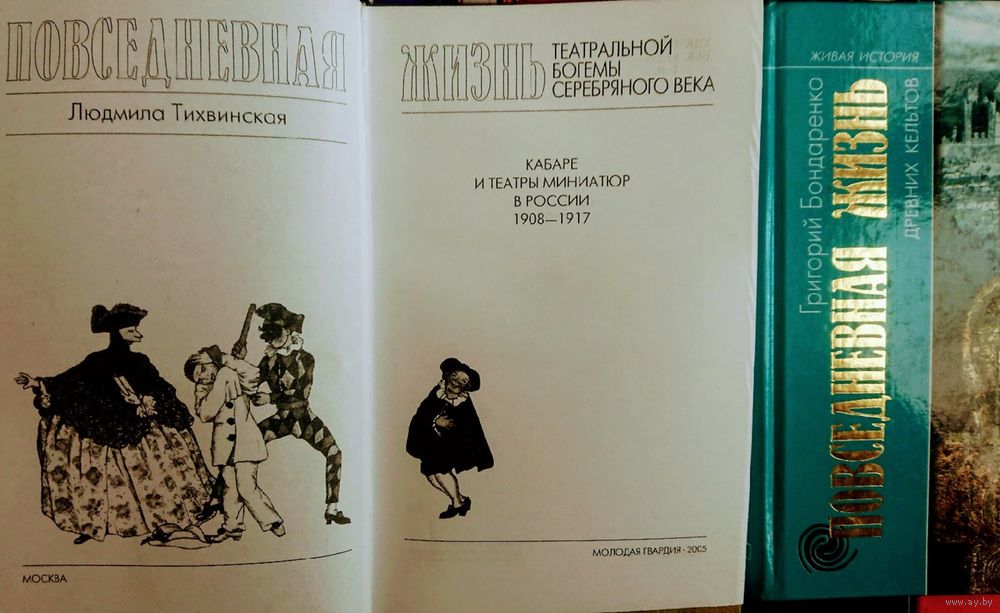 ПОВСЕДНЕВНАЯ
Людмила Тихвинская
МОСКВА
ЖИЗНЬ
ТЕАТРАЛЬНОЙ
БОГЕМЫ
СЕРЕБРЯНОГО ВЕКА
КАБАРЕ
И ТЕАТРЫ МИНИАТЮР
В РОССИИ
1908—1917
МОЛОДАЯ ГВАРДИЯ · 2005
ЖИВАЯ ИСТОРИЯ
Григорий Бондаренко
ПОВСЕДНЕВНАЯ ЖИЗНЬ
ДРЕВНИХ КЕЛЬТОВ
www.ay.by